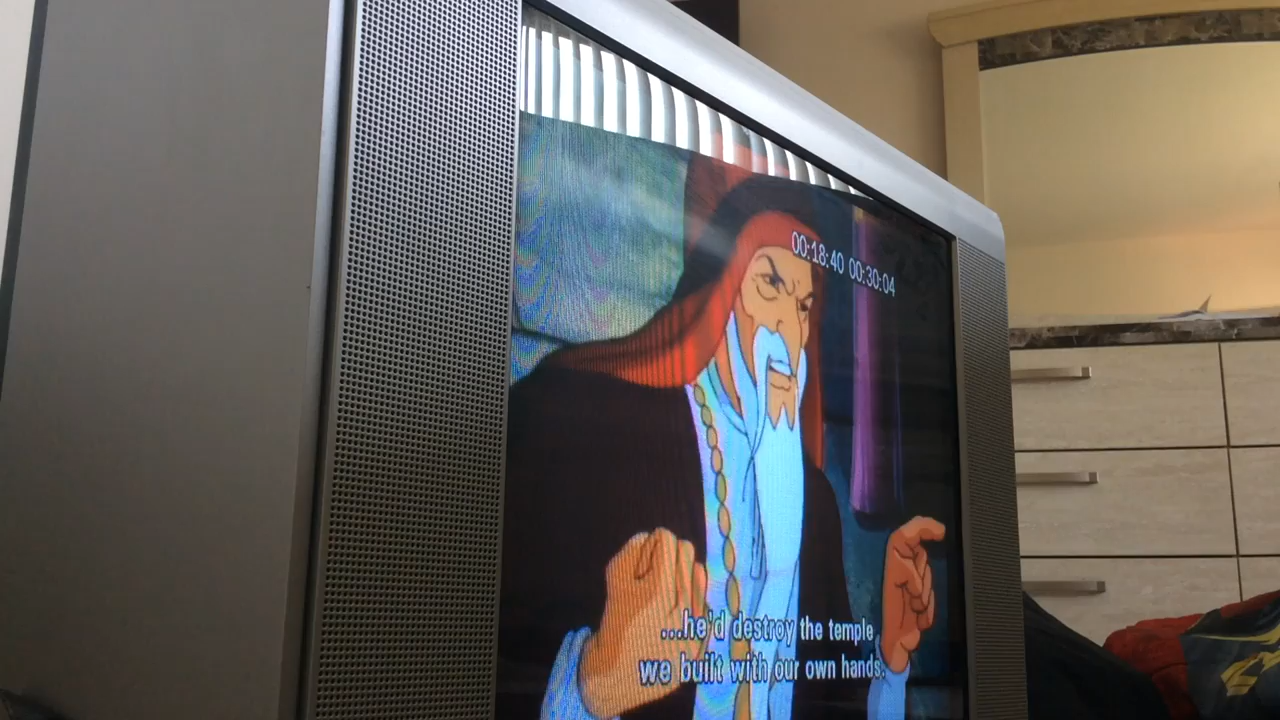 00:18:40 00:30:04
...he'd destroy the temple
we built with our own hands.